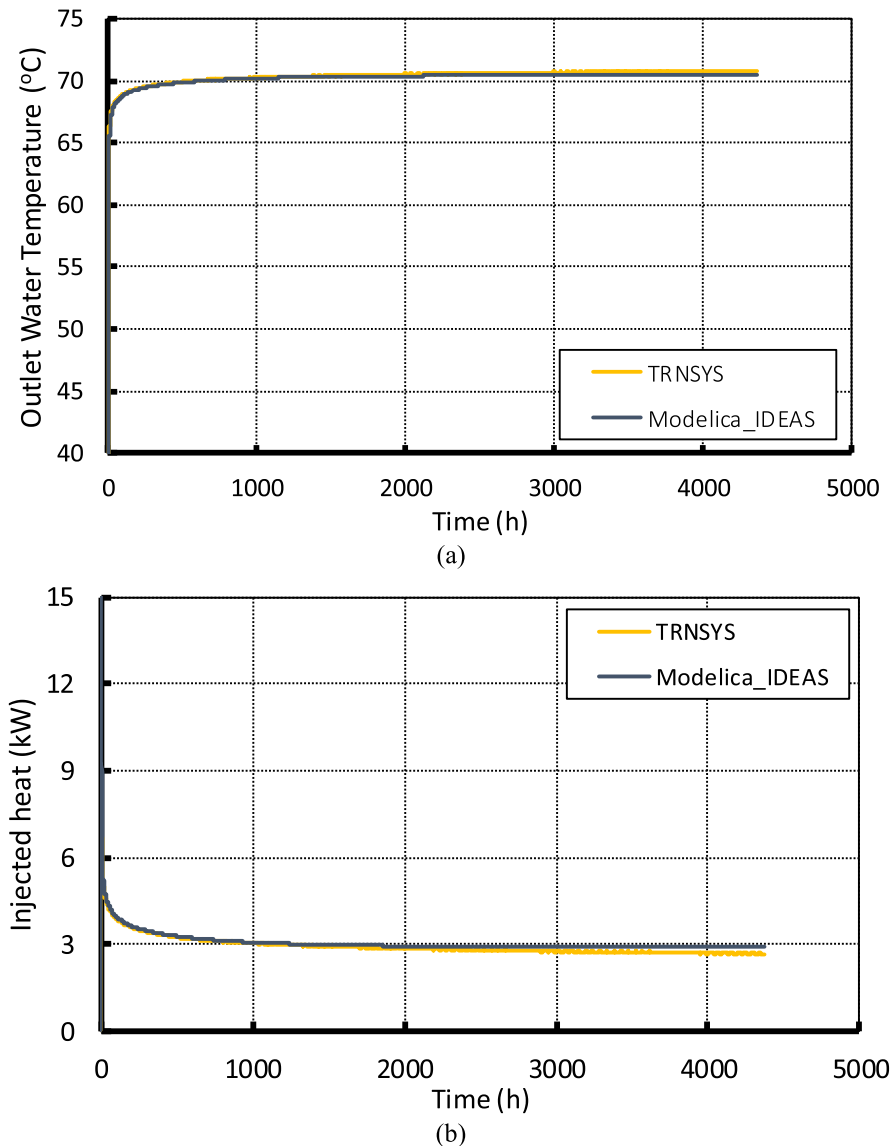 75
70
65
60
55
50
45
40
Outlet Water Temperature (°C)
TRNSYS
Modelica_IDEAS
0 1000 2000 3000 4000 5000
Time (h)
(a)
15
12
9
6
3
0
Injected heat (kW)
TRNSYS
Modelica_IDEAS
0 1000 2000 3000 4000 5000
Time (h)
(b)